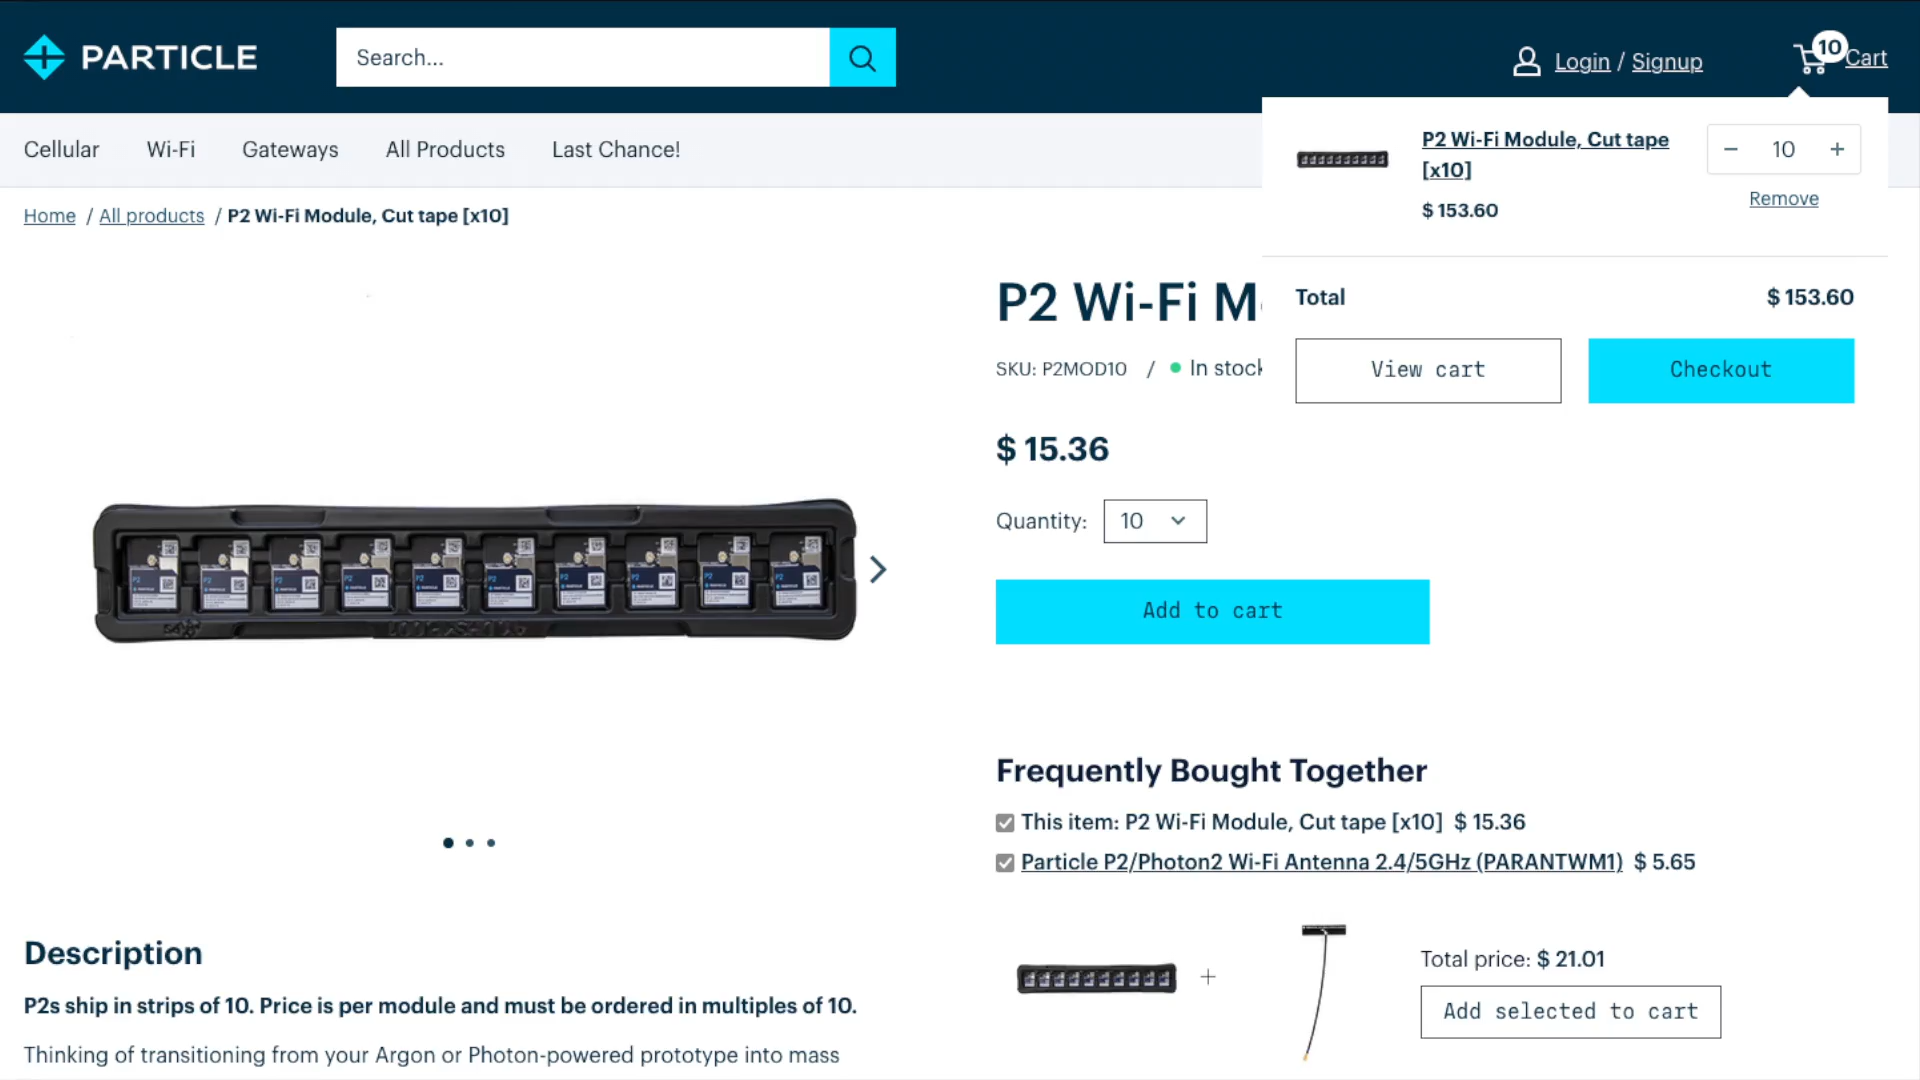 PARTICLE
Search...
Login / Signup
10
Cart
Cellular
Wi-Fi
Gateways
All Products
Last Chance!
P2 Wi-Fi Module, Cut tape
[x10]
$ 153.60
− 10 +
Remove
Total
$ 153.60
View cart
Checkout
Home / All products / P2 Wi-Fi Module, Cut tape [x10]
P2 Wi-Fi M
SKU: P2MOD10 / In stock
$ 15.36
Quantity: 10
Add to cart
Frequently Bought Together
This item: P2 Wi-Fi Module, Cut tape [x10] $ 15.36
Particle P2/Photon2 Wi-Fi Antenna 2.4/5GHz (PARANTWM1) $ 5.65
+
Total price: $ 21.01
Add selected to cart
Description
P2s ship in strips of 10. Price is per module and must be ordered in multiples of 10.
Thinking of transitioning from your Argon or Photon-powered prototype into mass